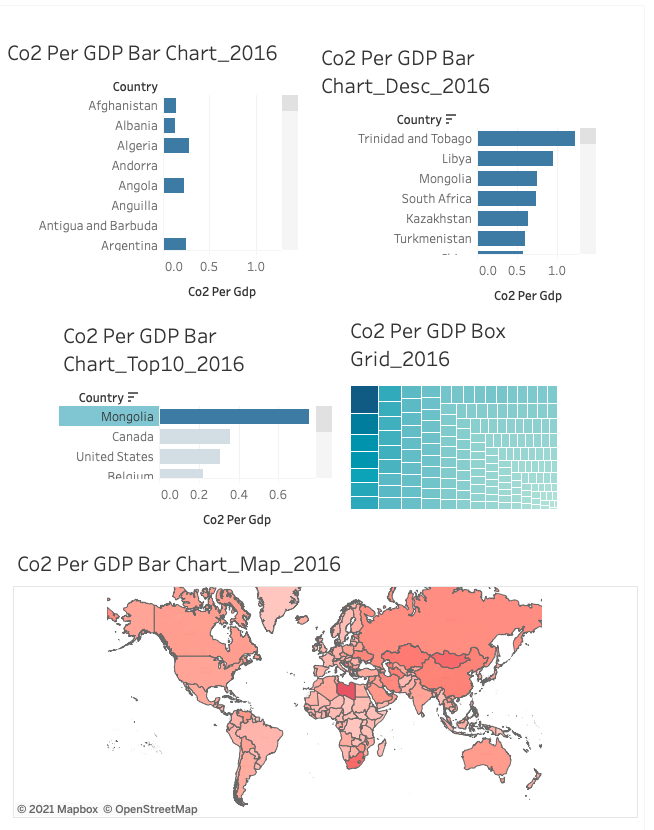 Co2 Per GDP Bar Chart_2016
Country
Afghanistan
Albania
Algeria
Andorra
Angola
Anguilla
Antigua and Barbuda
Argentina
0.0 0.5 1.0
Co2 Per Gdp
Co2 Per GDP Bar
Chart_Desc_2016
Country
Trinidad and Tobago
Libya
Mongolia
South Africa
Kazakhstan
Turkmenistan
0.0 0.5 1.0
Co2 Per Gdp
Co2 Per GDP Bar
Chart_Top10_2016
Country
Mongolia
Canada
United States
Belgium
0.0 0.2 0.4 0.6
Co2 Per Gdp
Co2 Per GDP Box
Grid_2016
Co2 Per GDP Bar Chart_Map_2016
© 2021 Mapbox © OpenStreetMap